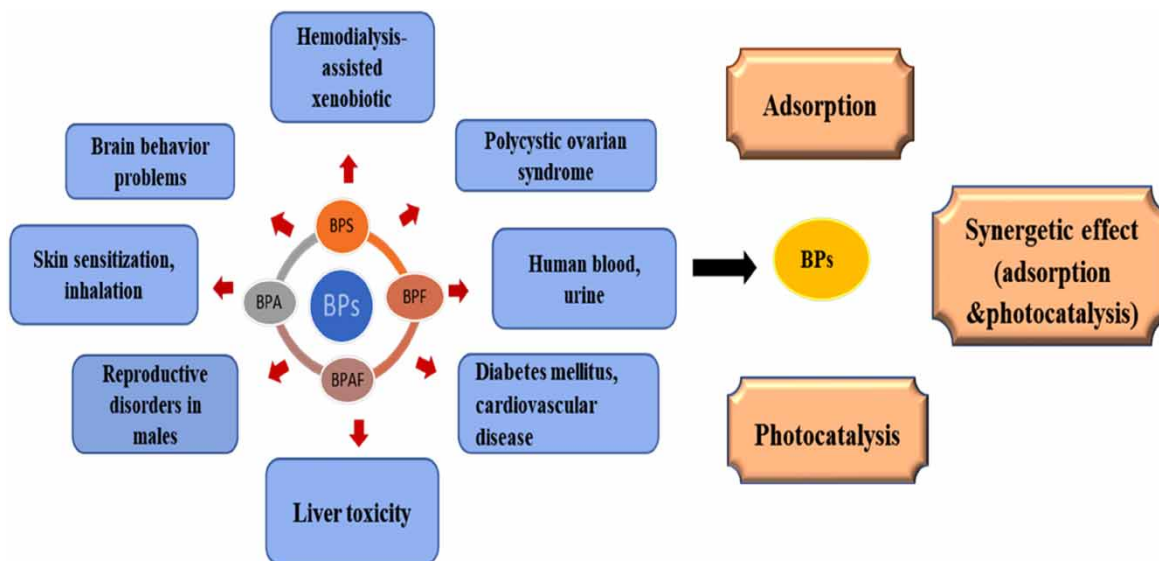 Hemodialysis-
assisted
xenobiotic
Brain behavior
problems
Polycystic ovarian
syndrome
Skin sensitization,
inhalation
Human blood,
urine
Reproductive
disorders in
males
Diabetes mellitus,
cardiovascular
disease
Liver toxicity
BPS
BPA
BPs
BPF
BPAF
BPs
Adsorption
Synergetic effect
(adsorption
&photocatalysis)
Photocatalysis